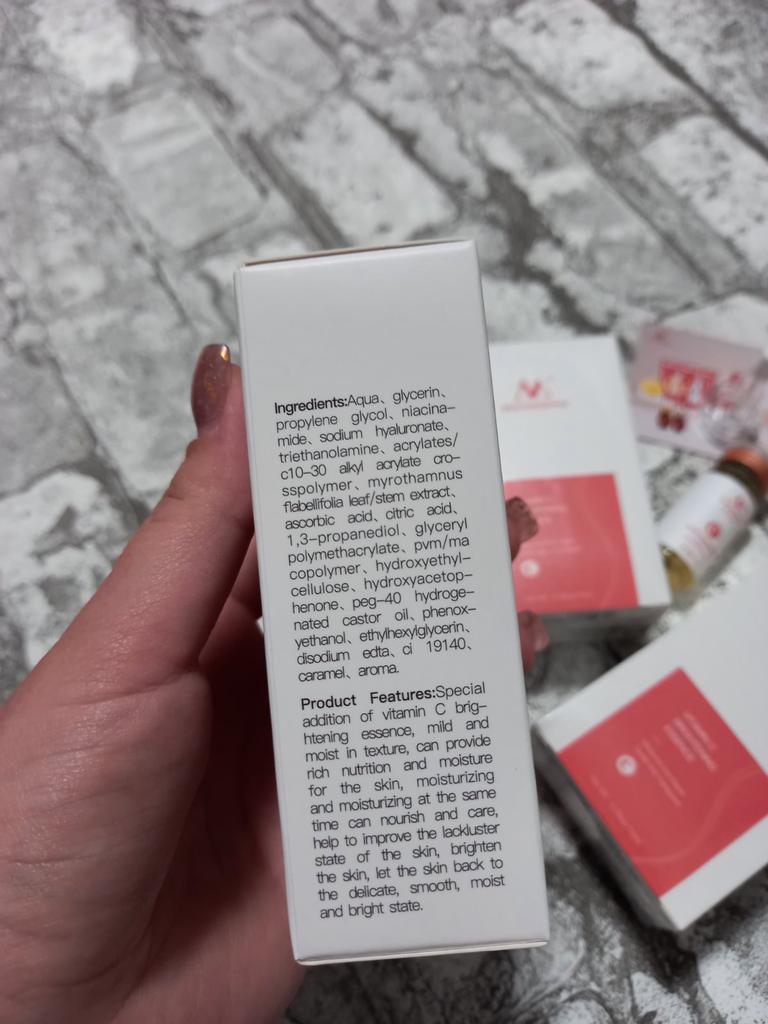 Ingredients:Aqua、glycerin、
propylene glycol、niacina–
mide、sodium hyaluronate、
triethanolamine、acrylates/
c10–30 alkyl acrylate cro–
sspolymer、myrothamnus
flabellifolia leaf/stem extract、
ascorbic acid、citric acid、
1,3–propanediol、glyceryl
polymethacrylate、pvm/ma
copolymer、hydroxyethyl–
cellulose、hydroxyacetop–
henone、peg–40 hydroge–
nated castor oil、phenox–
yethanol、ethylhexylglycerin、
disodium edta、ci 19140、
caramel、aroma.
Product Features:Special
addition of vitamin C brig–
htening essence, mild and
moist in texture, can provide
rich nutrition and moisture
for the skin, moisturizing
and moisturizing at the same
time can nourish and care,
help to improve the lackluster
state of the skin, brighten
the skin, let the skin back to
the delicate, smooth, moist
and bright state.